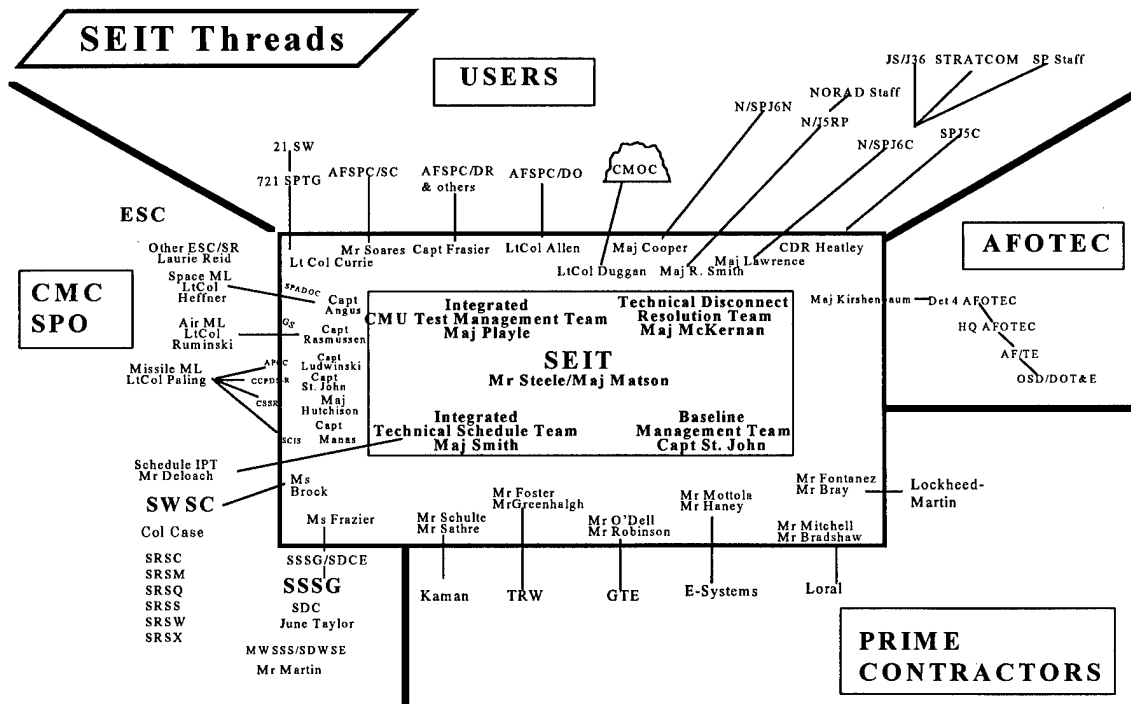 SEIT Threads
USERS
JS/J36 STRATCOM SP Staff
NORAD Staff
N/SPJ6N
N/J5RP
N/SPJ6C
SPJ5C
21 SW
721 SPTG
AFSPC/SC
AFSPC/DR
& others
AFSPC/DO
CMOC
ESC
AFOTEC
CMC
SPO
Other ESC/SR
Laurie Reid
Space ML
LtCol
Heffner
Air ML
LtCol
Ruminski
Missile ML
LtCol Paling
Lt Col Currie
Mr Soares
Capt Frasier
LtCol Allen
LtCol Duggan
Maj Cooper
Maj R. Smith
Maj Lawrence
CDR Heatley
SPADOC
Capt
Angus
GS
Capt
Rasmussen
Capt
Ludwinski
CCPDS-R
Capt
St. John
CSSR
Maj
Hutchison
SCIS
Capt
Manas
Integrated
CMU Test Management Team
Maj Playle
Technical Disconnect
Resolution Team
Maj McKernan
SEIT
Mr Steele/Maj Matson
Integrated
Technical Schedule Team
Maj Smith
Baseline
Management Team
Capt St. John
Maj Kirshenbaum
Det 4 AFOTEC
HQ AFOTEC
AF/TE
OSD/DOT&E
Schedule IPT
Mr Deloach
SWSC
Col Case
SRSC
SRSM
SRSQ
SRSS
SRSW
SRSX
Ms
Brock
Ms Frazier
SSSG/SDCE
SSSG
SDC
June Taylor
MWSSS/SDWSE
Mr Martin
Mr Schulte
Mr Sathre
Kaman
Mr Foster
MrGreenhalgh
TRW
Mr O'Dell
Mr Robinson
GTE
Mr Mottola
Mr Haney
E-Systems
Mr Fontanez
Mr Bray
Lockheed-
Martin
Mr Mitchell
Mr Bradshaw
Loral
PRIME
CONTRACTORS